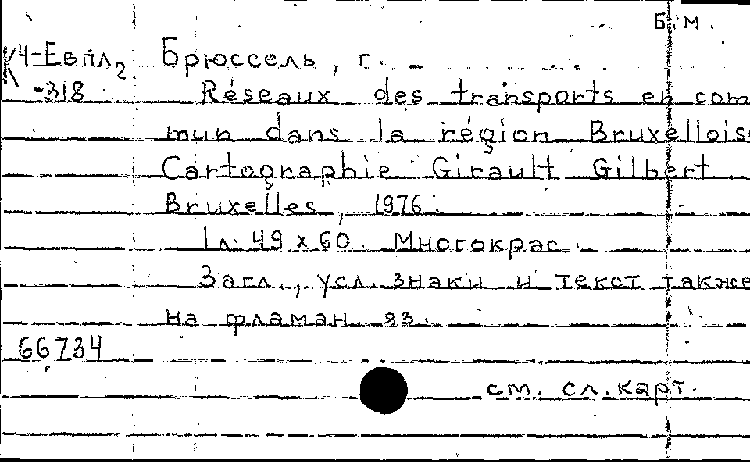 Б.м.
К4-Евпл2 Брюссель, г. –
-318 Réseaux des transports en com
mun dans la région Bruxellois
Cartographie Girault Gilbert
Bruxelles, 1976.
1л. 49 x 60. Многокрас.
Загл., усл. знаки и текст также
на фламан. яз.
66734
см. сл. карт.